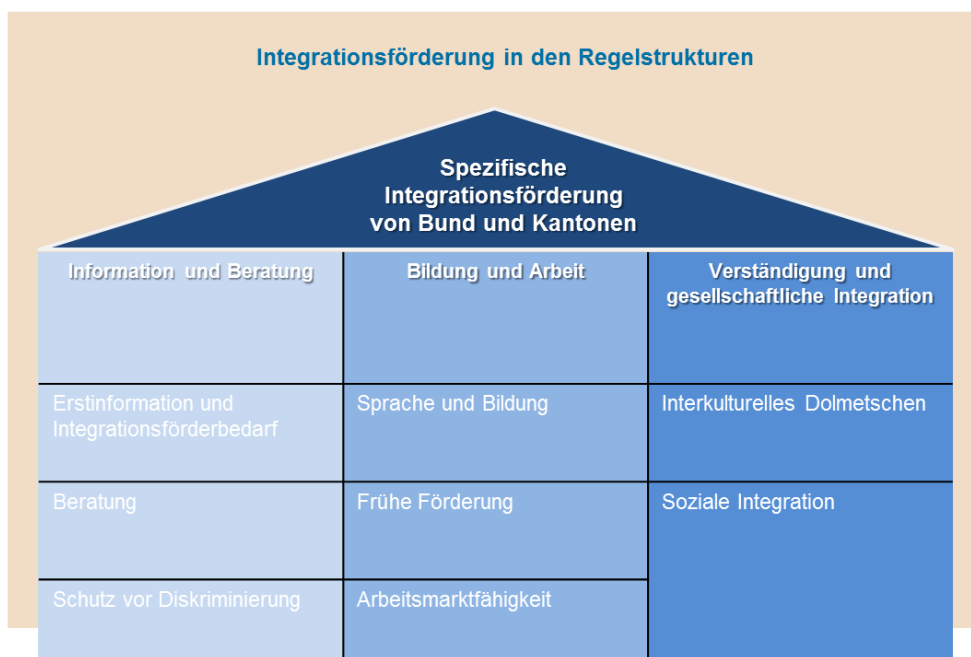 Integrationsförderung in den Regelstrukturen
Spezifische
Integrationsförderung
von Bund und Kantonen
Information und Beratung
Bildung und Arbeit
Verständigung und
gesellschaftliche Integration
Erstinformation und
Integrationsförderbedarf
Sprache und Bildung
Interkulturelles Dolmetschen
Beratung
Frühe Förderung
Soziale Integration
Schutz vor Diskriminierung
Arbeitsmarktfähigkeit